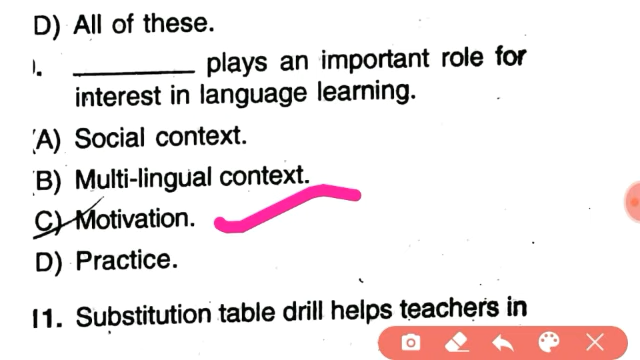 D) All of these.
). ________ plays an important role for
interest in language learning.
(A) Social context.
(B) Multi-lingual context.
(C) Motivation.
D) Practice.
11. Substitution table drill helps teachers in